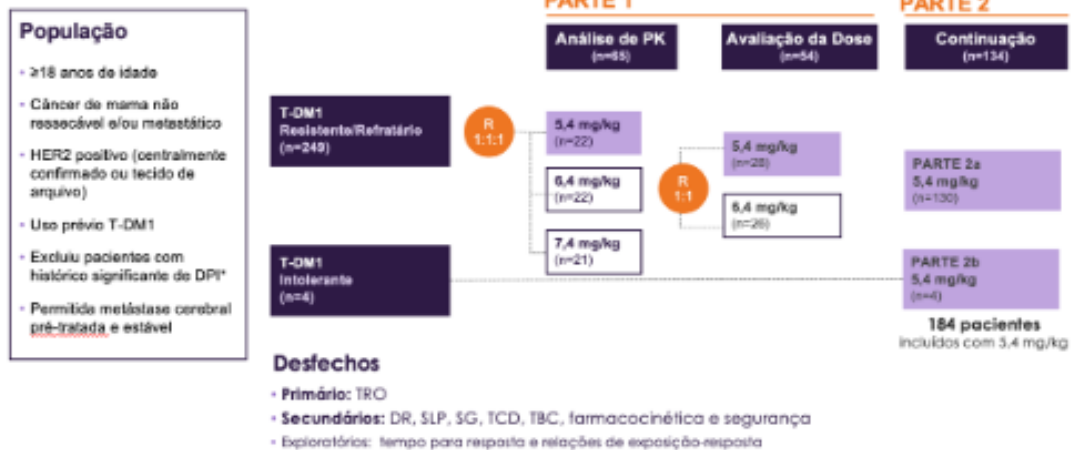 PARTE 1
PARTE 2
População
≥18 anos de idade
Câncer de mama não
ressecável e/ou metastático
HER2 positivo (centralmente
confirmado ou tecido de
arquivo)
Uso prévio T-DM1
Excluiu pacientes com
histórico significante de DPI*
Permitida metástase cerebral
pré-tratada e estável
Análise de PK
(n=65)
Avaliação da Dose
(n=54)
Continuação
(n=134)
T-DM1
Resistente/Refratário
(n=249)
R
1:1:1
5,4 mg/kg
(n=22)
6,4 mg/kg
(n=22)
7,4 mg/kg
(n=21)
R
1:1
5,4 mg/kg
(n=28)
6,4 mg/kg
(n=26)
PARTE 2a
5,4 mg/kg
(n=130)
T-DM1
Intolerante
(n=4)
PARTE 2b
5,4 mg/kg
(n=4)
184 pacientes
incluídos com 5,4 mg/kg
Desfechos
Primário: TRO
Secundários: DR, SLP, SG, TCD, TBC, farmacocinética e segurança
Exploratórios: tempo para resposta e relações de exposição-resposta